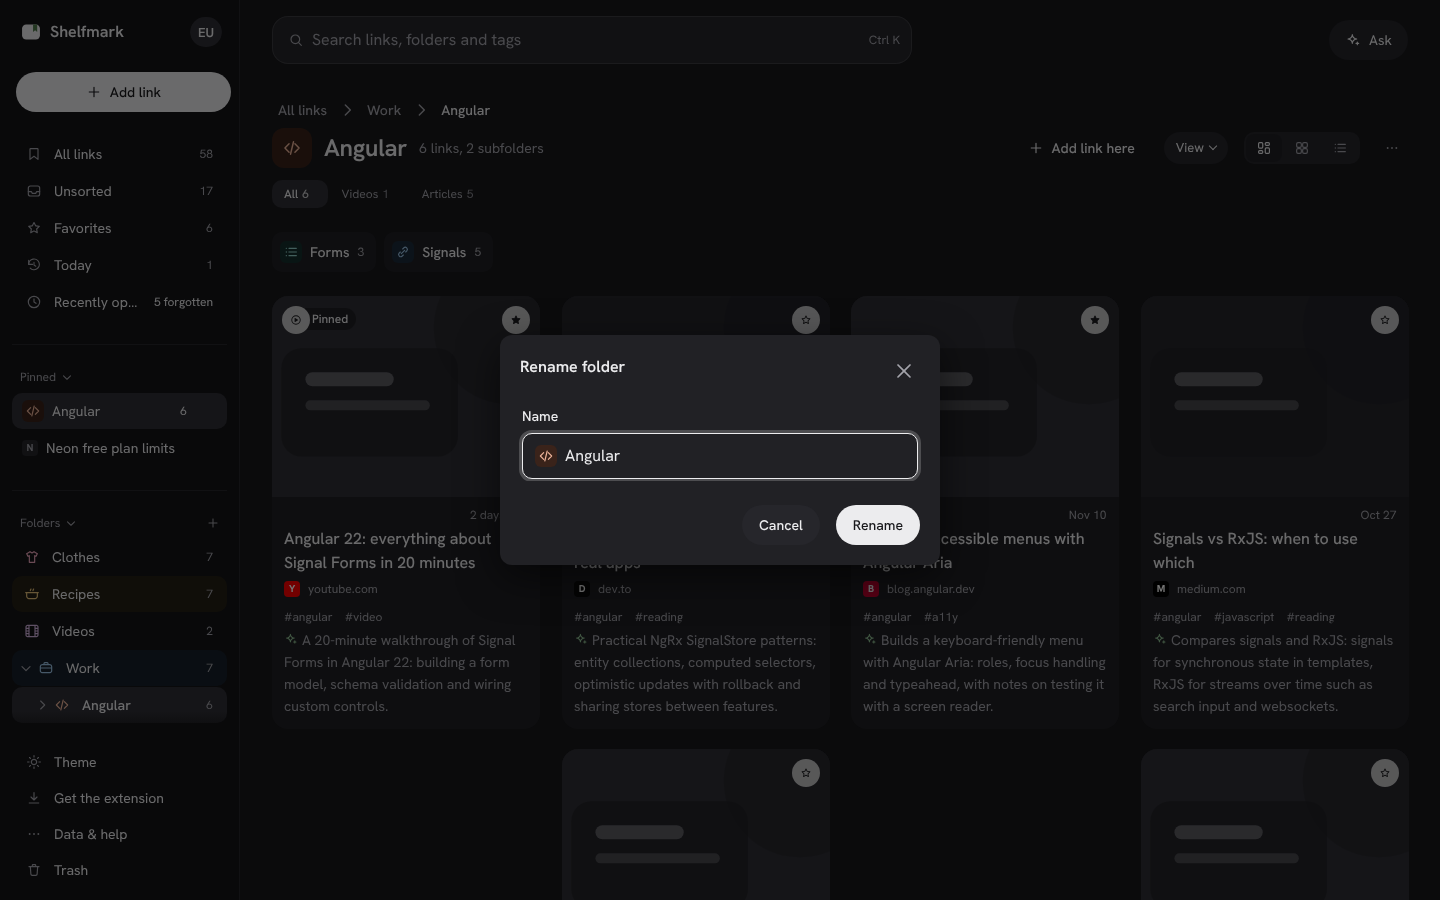 Shelfmark
EU
Add link
All links 58
Unsorted 17
Favorites 6
Today 1
Recently op... 5 forgotten
Pinned
Angular 6
N Neon free plan limits
Folders
Clothes 7
Recipes 7
Videos 2
Work 7
Angular 6
Theme
Get the extension
Data & help
Trash
Search links, folders and tags Ctrl K
Ask
All links Work Angular
Angular 6 links, 2 subfolders
Add link here
View
All 6 Videos 1 Articles 5
Forms 3 Signals 5
Pinned
Rename folder
Name
Angular
Cancel Rename
2 day
Angular 22: everything about
Signal Forms in 20 minutes
Y youtube.com
#angular #video
A 20-minute walkthrough of Signal
Forms in Angular 22: building a form
model, schema validation and wiring
custom controls.
real apps
D dev.to
#angular #reading
Practical NgRx SignalStore patterns:
entity collections, computed selectors,
optimistic updates with rollback and
sharing stores between features.
Nov 10
cessible menus with
Angular Aria
B blog.angular.dev
#angular #a11y
Builds a keyboard-friendly menu
with Angular Aria: roles, focus handling
and typeahead, with notes on testing it
with a screen reader.
Oct 27
Signals vs RxJS: when to use
which
M medium.com
#angular #javascript #reading
Compares signals and RxJS: signals
for synchronous state in templates,
RxJS for streams over time such as
search input and websockets.